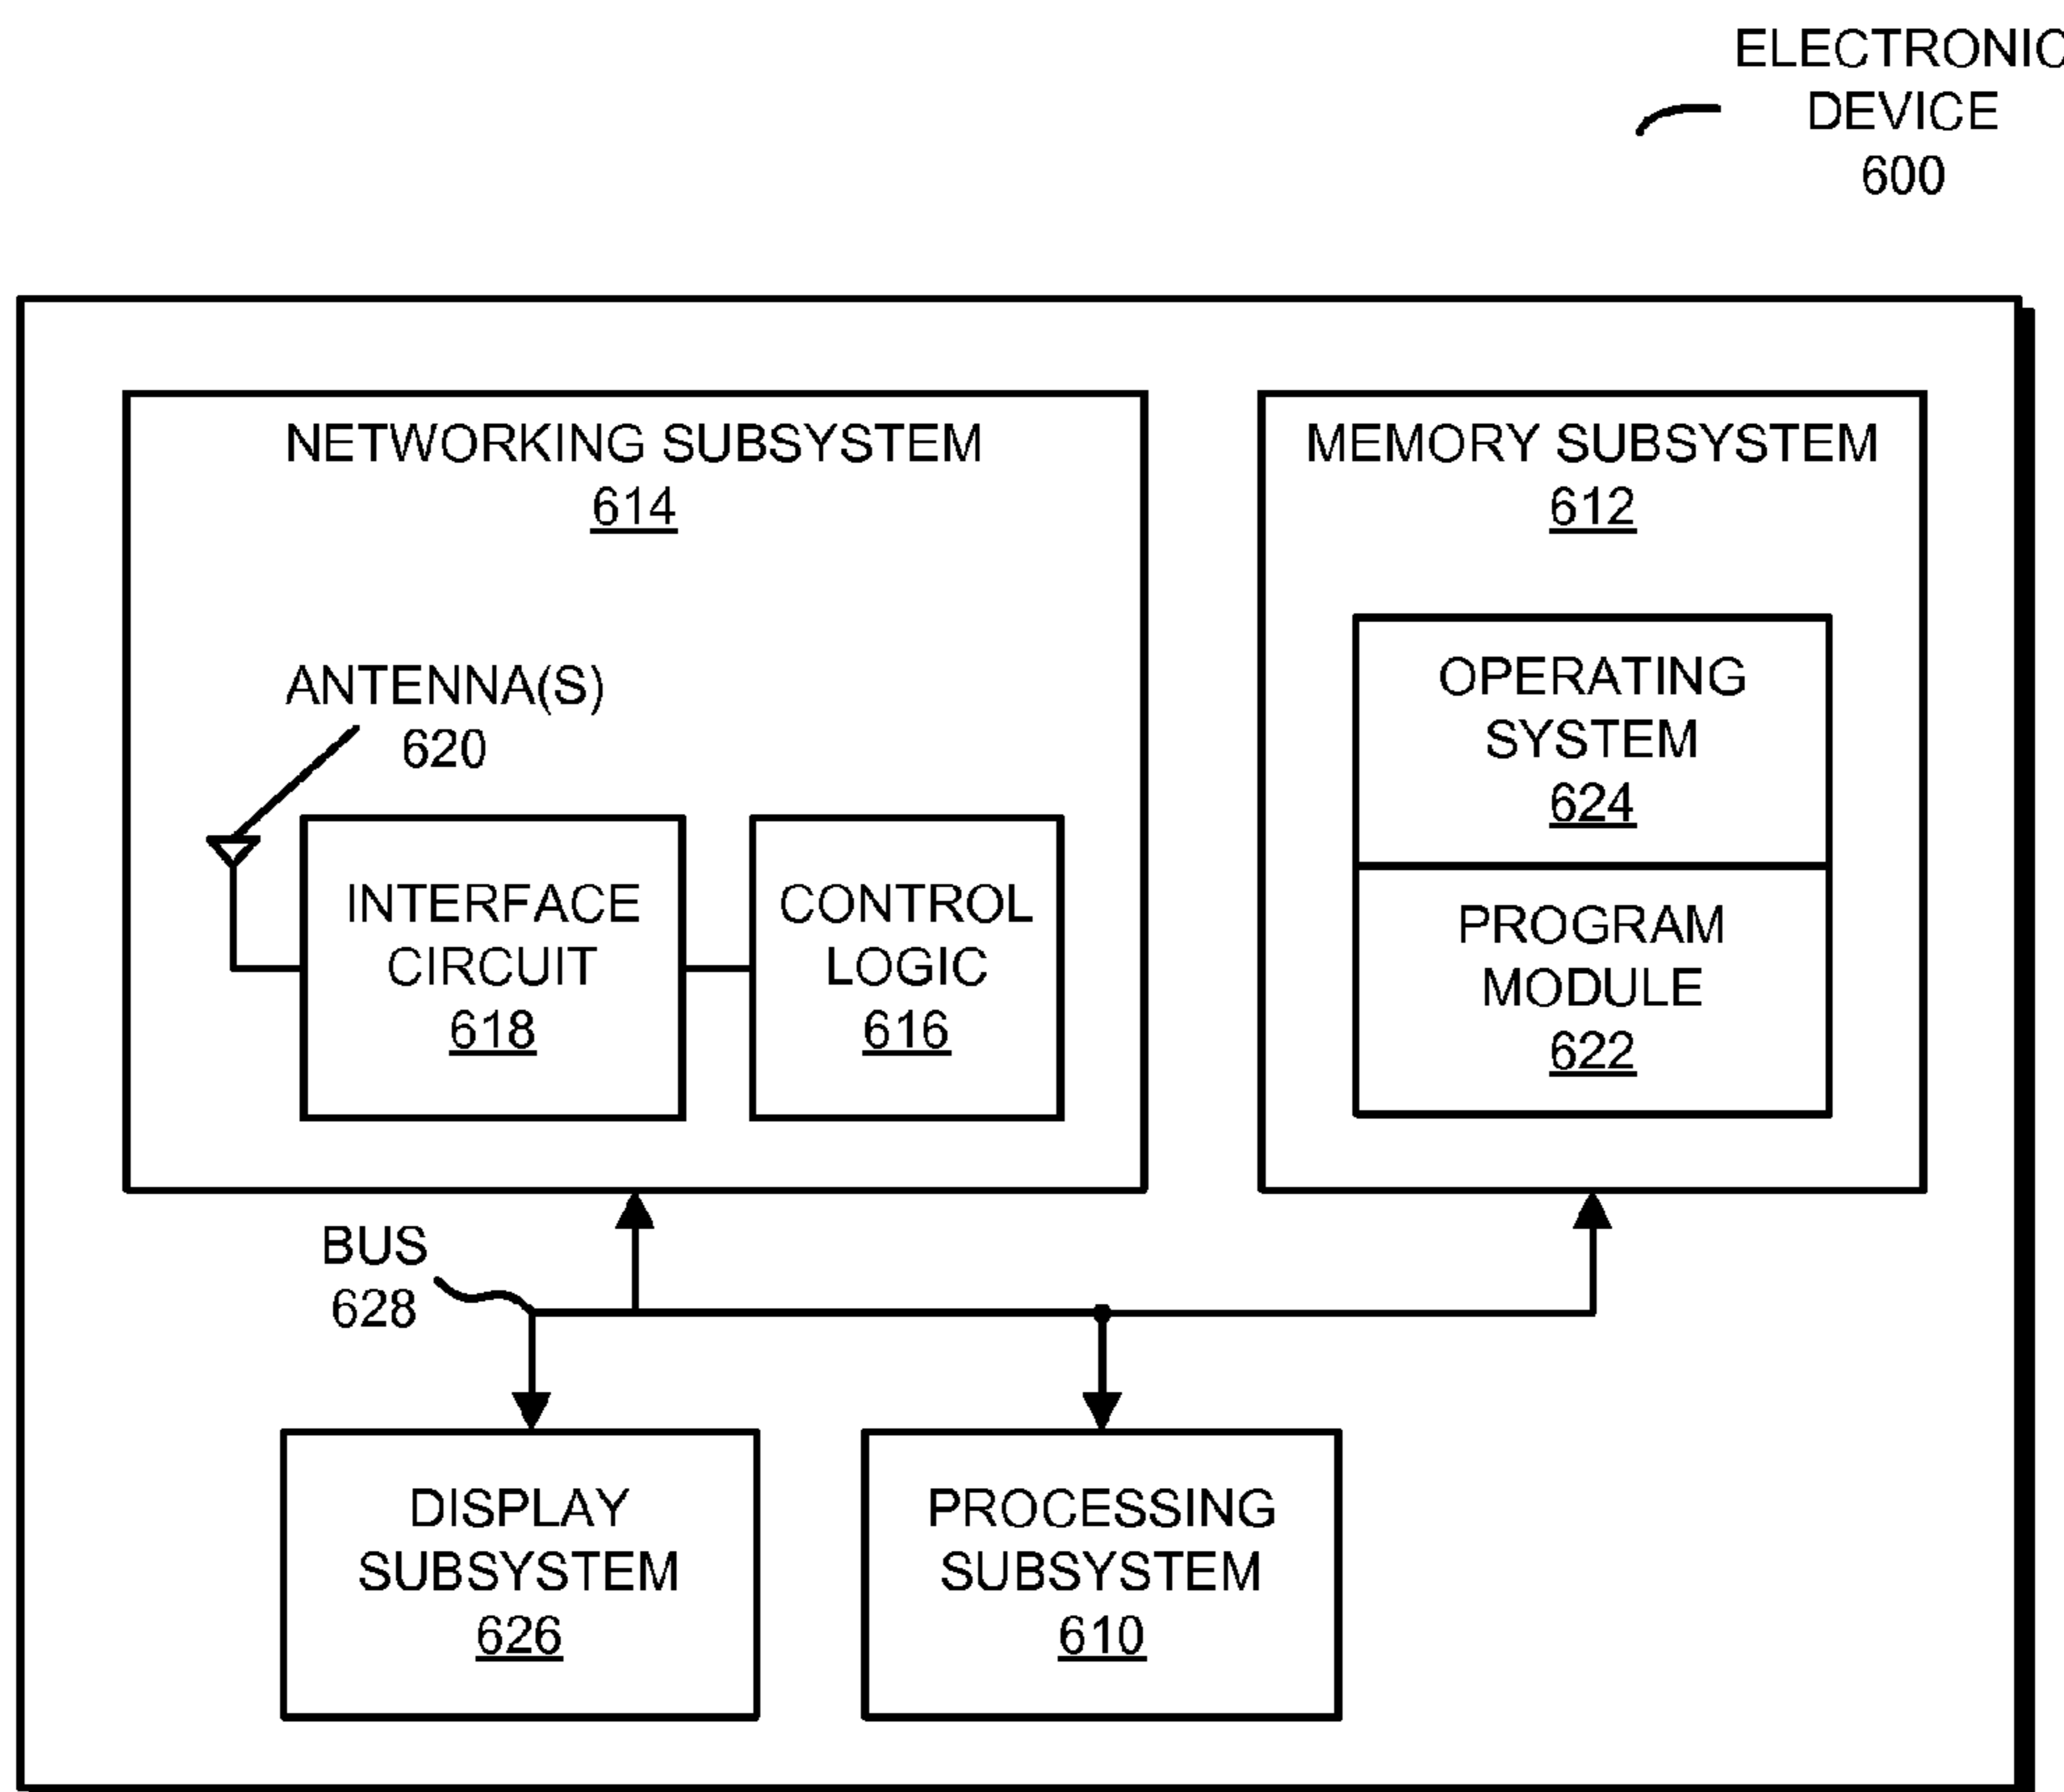 ELECTRONIC
DEVICE
600
NETWORKING SUBSYSTEM
614
MEMORY SUBSYSTEM
612
ANTENNA(S)
620
INTERFACE
CIRCUIT
618
CONTROL
LOGIC
616
OPERATING
SYSTEM
624
PROGRAM
MODULE
622
BUS
628
DISPLAY
SUBSYSTEM
626
PROCESSING
SUBSYSTEM
610